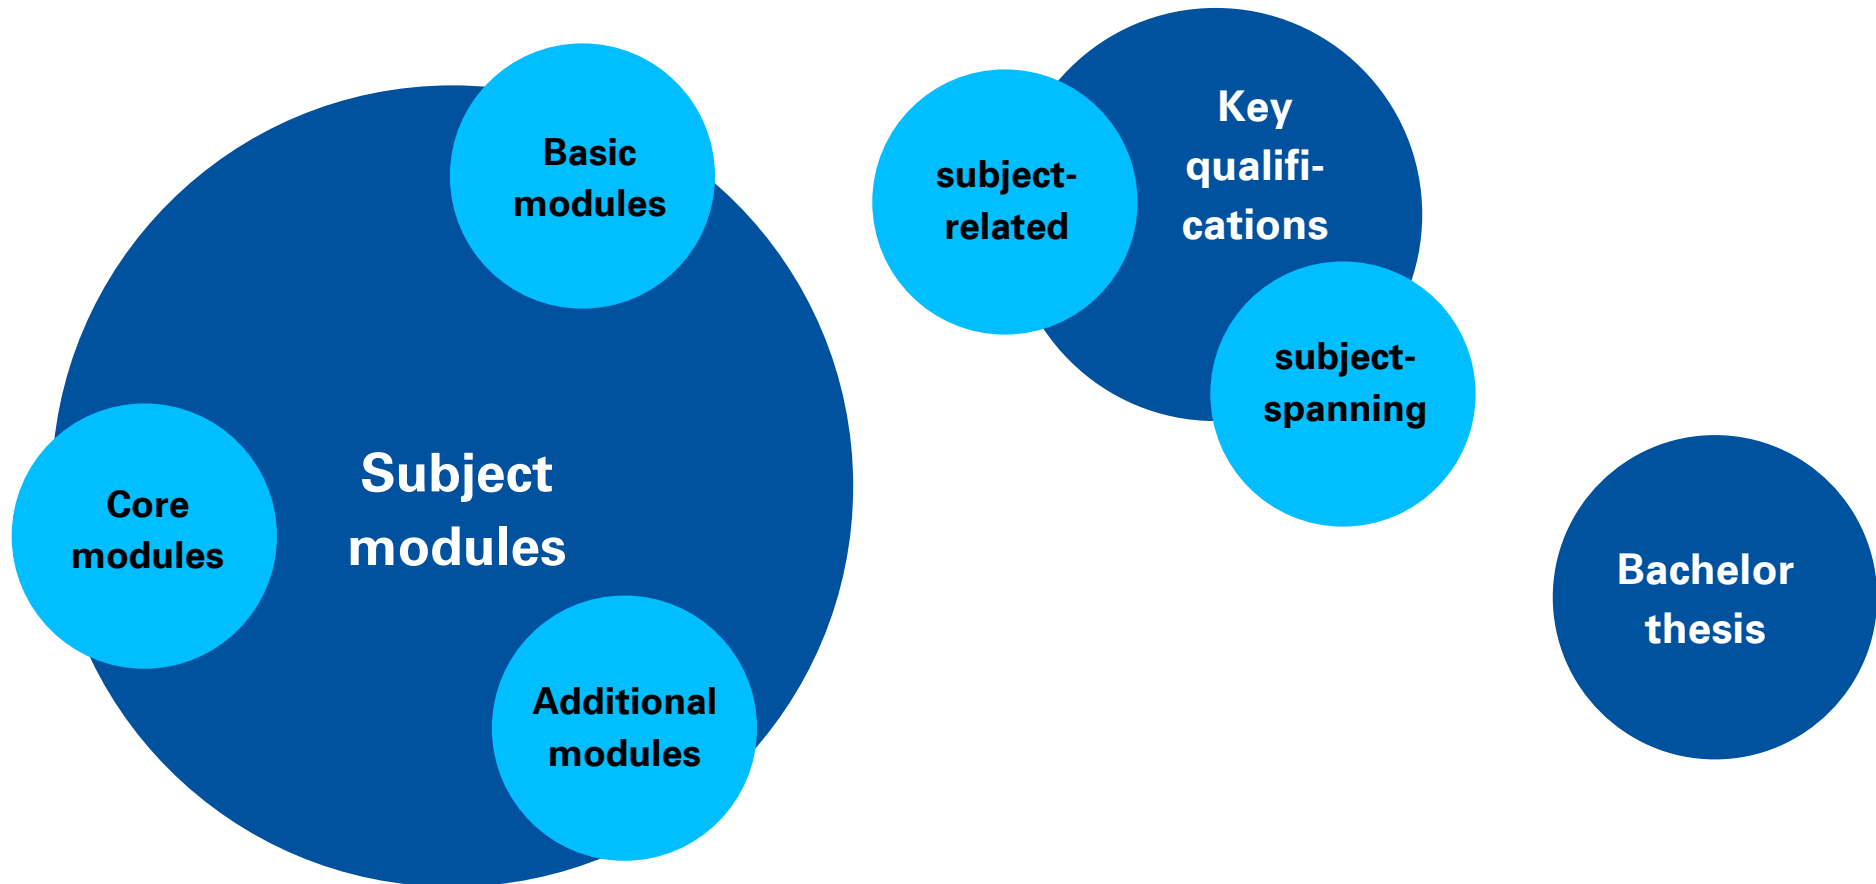 Basic
modules
Core
modules
Subject
modules
Additional
modules
Key
qualifi-
cations
subject-
related
subject-
spanning
Bachelor
thesis